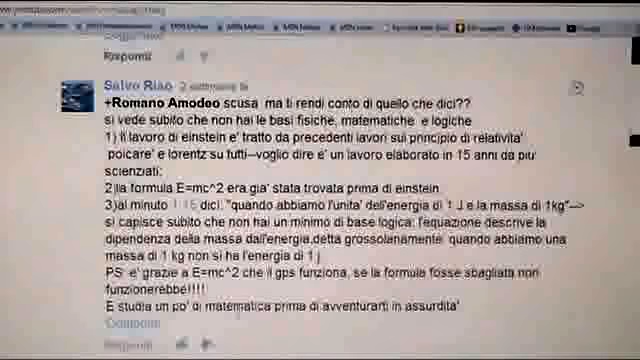 Rispondi
Salvo Riao 2 settimane fa
+Romano Amodeo scusa ma ti rendi conto di quello che dici??
si vede subito che non hai le basi fisiche, matematiche e logiche
1) Il lavoro di einstein e' tratto da precedenti lavori sul principio di relativita'
poicare' e lorentz su tutti--voglio dire e' un lavoro elaborato in 15 anni da piu'
scienziati:
2)la formula E=mc^2 era gia' stata trovata prima di einstein
3)al minuto 1:15 dici: "quando abbiamo l'unita' dell'energia di 1 J e la massa di 1kg"-->
si capisce subito che non hai un minimo di base logica: l'equazione descrive la
dipendenza della massa dall'energia.detta grossolanamente: quando abbiamo una
massa di 1 kg non si ha l'energia di 1 j
PS: e' grazie a E=mc^2 che il gps funziona, se la formula fosse sbagliata non
funzionerebbe!!!!
E studia un po' di matematica prima di avventurarti in assurdita'
Rispondi